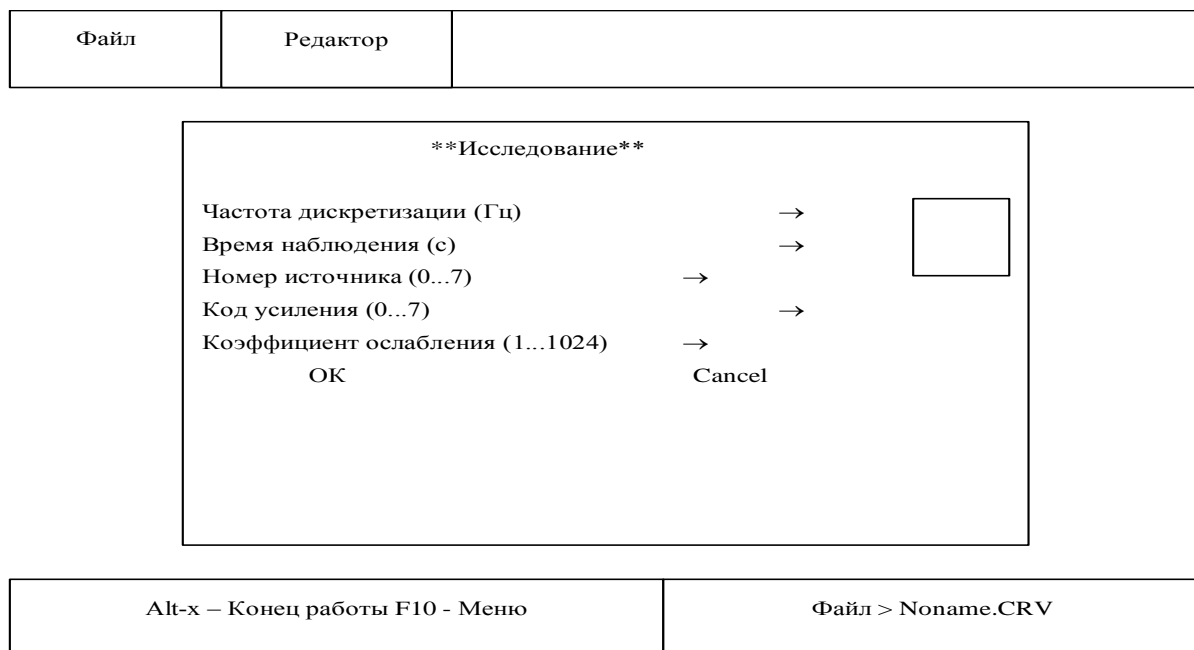 Файл Редактор
**Исследование**
Частота дискретизации (Гц) →
Время наблюдения (с) →
Номер источника (0...7) →
Код усиления (0...7) →
Коэффициент ослабления (1...1024) →
OK Cancel
Alt-x – Конец работы F10 - Меню Файл > Noname.CRV